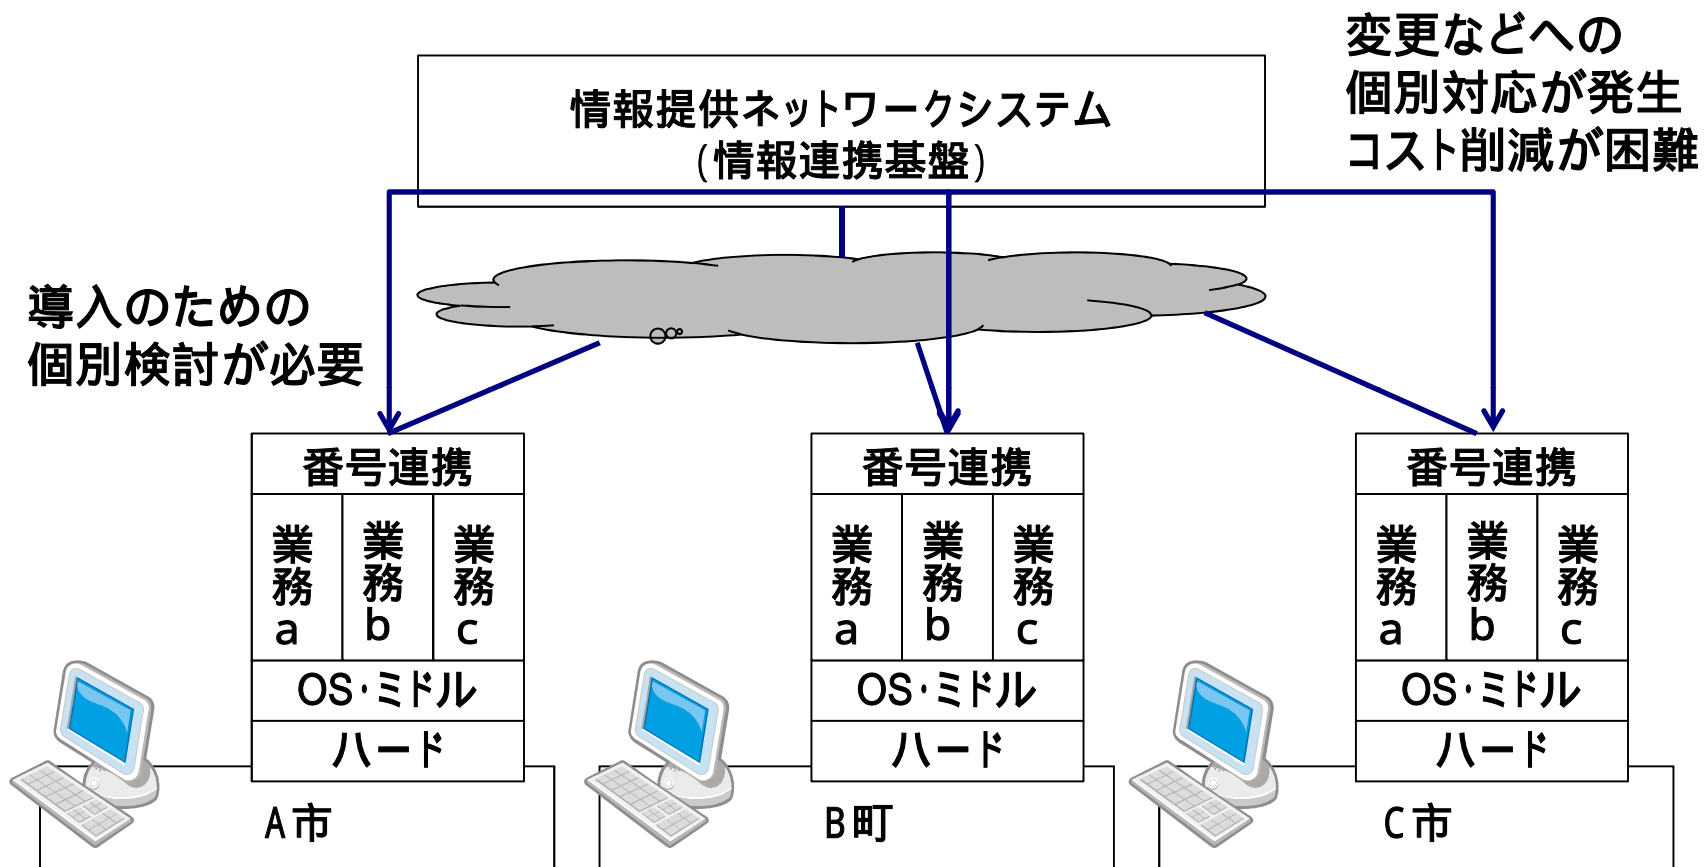 変更などへの
個別対応が発生
コスト削減が困難
情報提供ネットワークシステム
(情報連携基盤)
導入のための
個別検討が必要
番号連携
業務a
業務b
業務c
OS・ミドル
ハード
A市
番号連携
業務a
業務b
業務c
OS・ミドル
ハード
B町
番号連携
業務a
業務b
業務c
OS・ミドル
ハード
C市